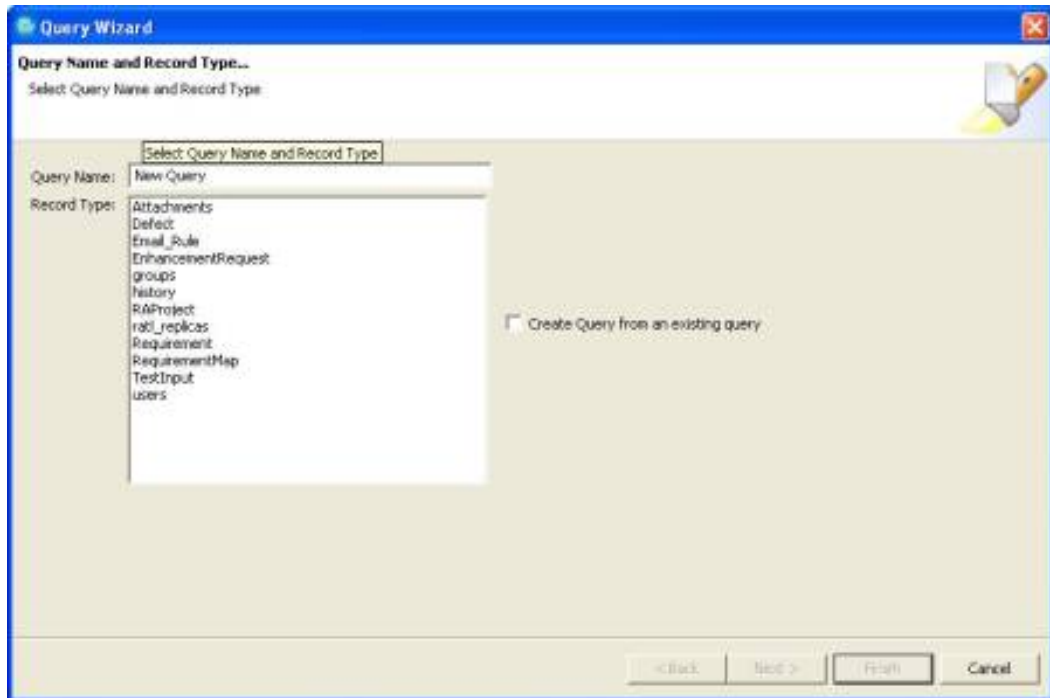 Query Wizard
Query Name and Record Type...
Select Query Name and Record Type
Select Query Name and Record Type
Query Name: New Query
Record Type: Attachments
Defect
Email_Rule
EnhancementRequest
groups
history
RAProject
ratl_replicas
Requirement
RequirementMap
TestInput
users
Create Query from an existing query
< Back Next > Finish Cancel